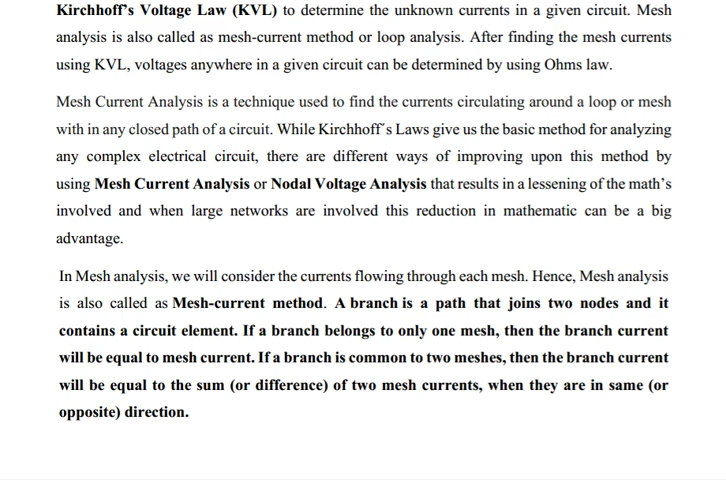 Kirchhoff's Voltage Law (KVL) to determine the unknown currents in a given circuit. Mesh
analysis is also called as mesh-current method or loop analysis. After finding the mesh currents
using KVL, voltages anywhere in a given circuit can be determined by using Ohms law.
Mesh Current Analysis is a technique used to find the currents circulating around a loop or mesh
with in any closed path of a circuit. While Kirchhoff's Laws give us the basic method for analyzing
any complex electrical circuit, there are different ways of improving upon this method by
using Mesh Current Analysis or Nodal Voltage Analysis that results in a lessening of the math's
involved and when large networks are involved this reduction in mathematic can be a big
advantage.
In Mesh analysis, we will consider the currents flowing through each mesh. Hence, Mesh analysis
is also called as Mesh-current method. A branch is a path that joins two nodes and it
contains a circuit element. If a branch belongs to only one mesh, then the branch current
will be equal to mesh current. If a branch is common to two meshes, then the branch current
will be equal to the sum (or difference) of two mesh currents, when they are in same (or
opposite) direction.